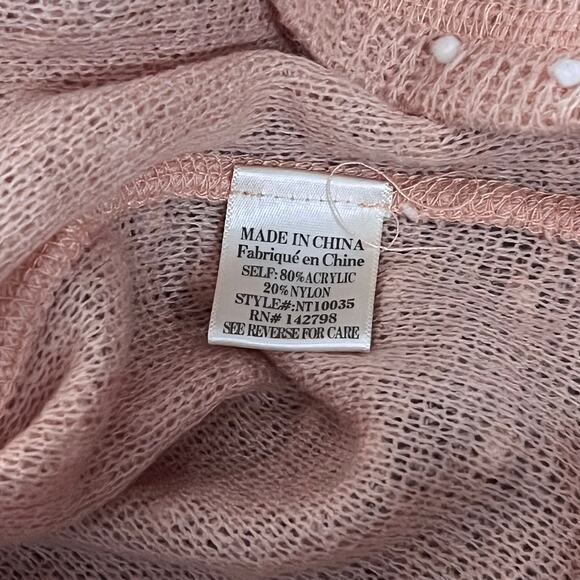 MADE IN CHINA
Fabriqué en Chine
SELF: 80% ACRYLIC
20% NYLON
STYLE#: NT10035
RN# 142798
SEE REVERSE FOR CARE